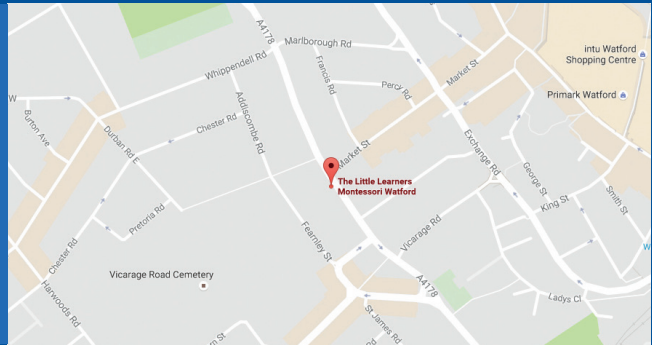 A4178
Marlborough Rd
intu Watford
Shopping Centre
Whippendell Rd
Francis Rd
Market St
W
Percy Rd
Primark Watford
Burton Ave
Addiscombe Rd
Chester Rd
Durban Rd E
Market St
Exchange Rd
George St
The Little Learners
Montessori Watford
Smith St
King St
Pretoria Rd
Fearnley St
Vicarage Rd
Chester Rd
W
Vicarage Road Cemetery
A4178
Harwoods Rd
Ladys Cl
St James Rd
n St